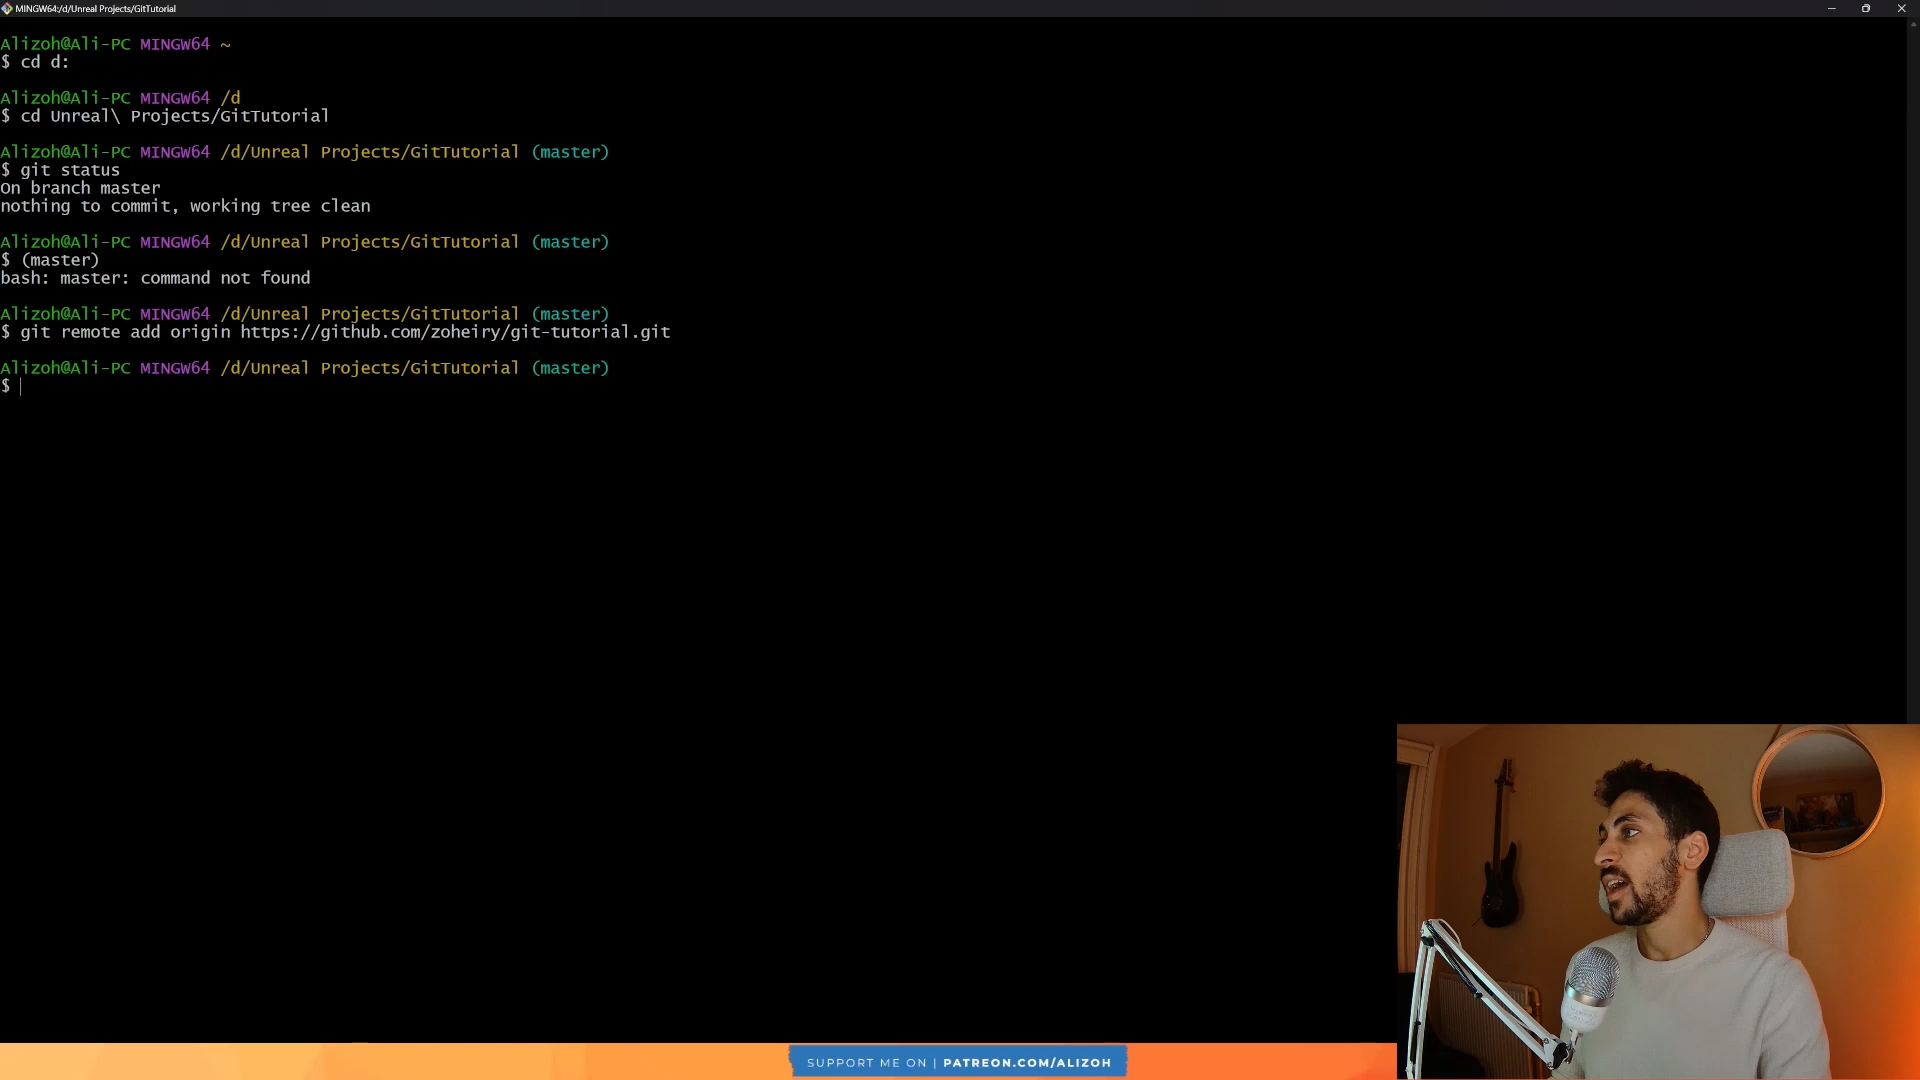 MINGW64:/d/Unreal Projects/GitTutorial
Alizoh@Ali-PC MINGW64 ~
$ cd d:
Alizoh@Ali-PC MINGW64 /d
$ cd Unreal\ Projects/GitTutorial
Alizoh@Ali-PC MINGW64 /d/Unreal Projects/GitTutorial (master)
$ git status
On branch master
nothing to commit, working tree clean
Alizoh@Ali-PC MINGW64 /d/Unreal Projects/GitTutorial (master)
$ (master)
bash: master: command not found
Alizoh@Ali-PC MINGW64 /d/Unreal Projects/GitTutorial (master)
$ git remote add origin https://github.com/zoheiry/git-tutorial.git
Alizoh@Ali-PC MINGW64 /d/Unreal Projects/GitTutorial (master)
$
SUPPORT ME ON | PATREON.COM/ALIZOH